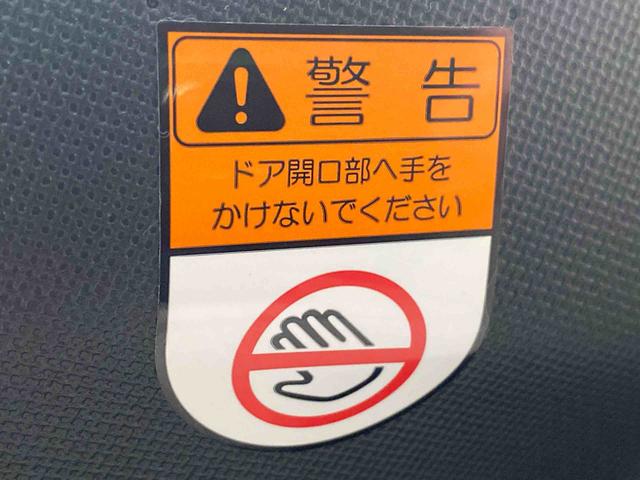 警告
ドア開口部へ手を
かけないでください